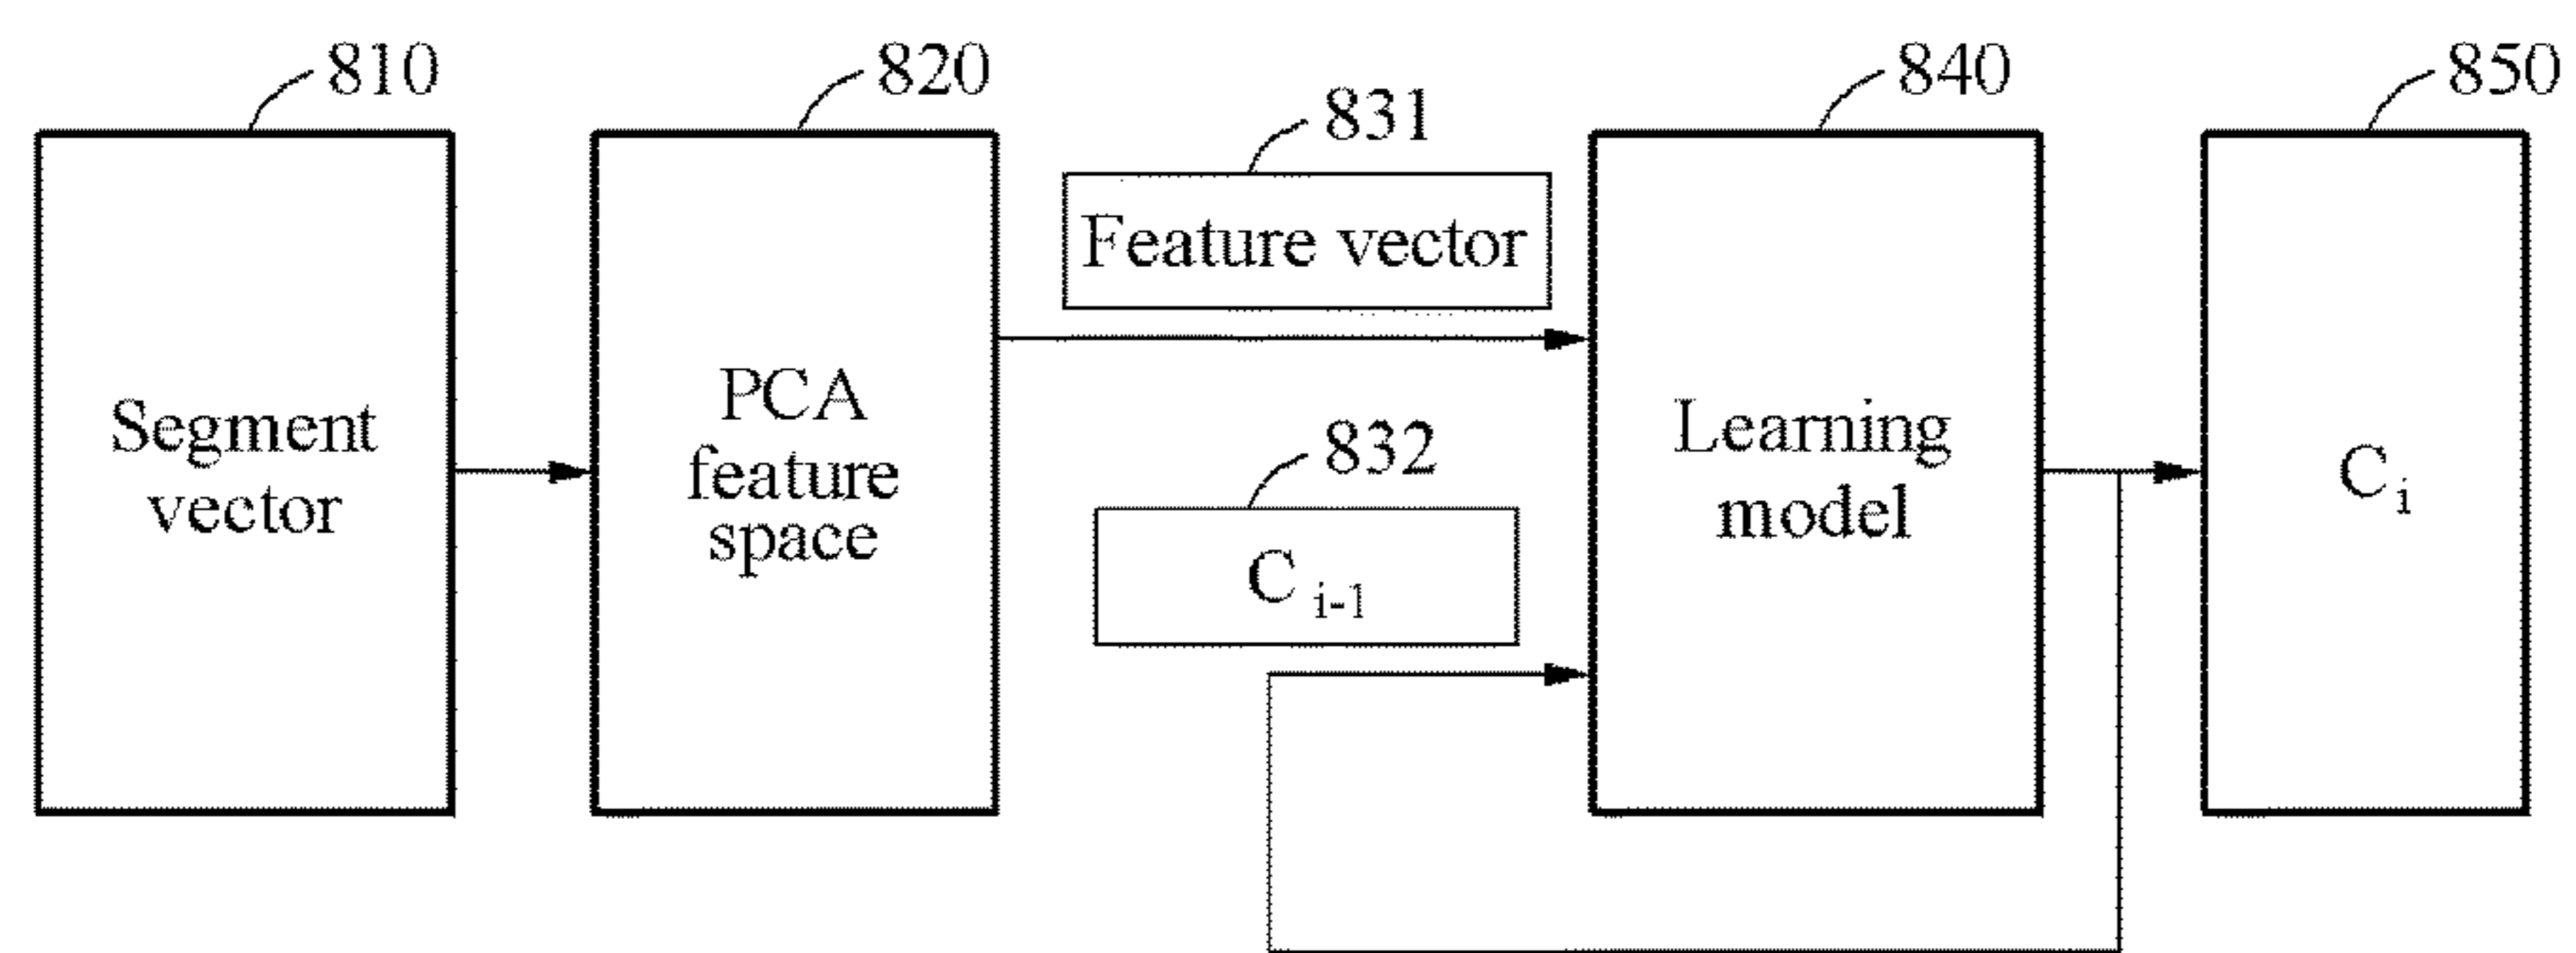 810
820
831
840
850
832
Segment
vector
PCA
feature
space
Feature vector
C i-1
Learning
model
C i